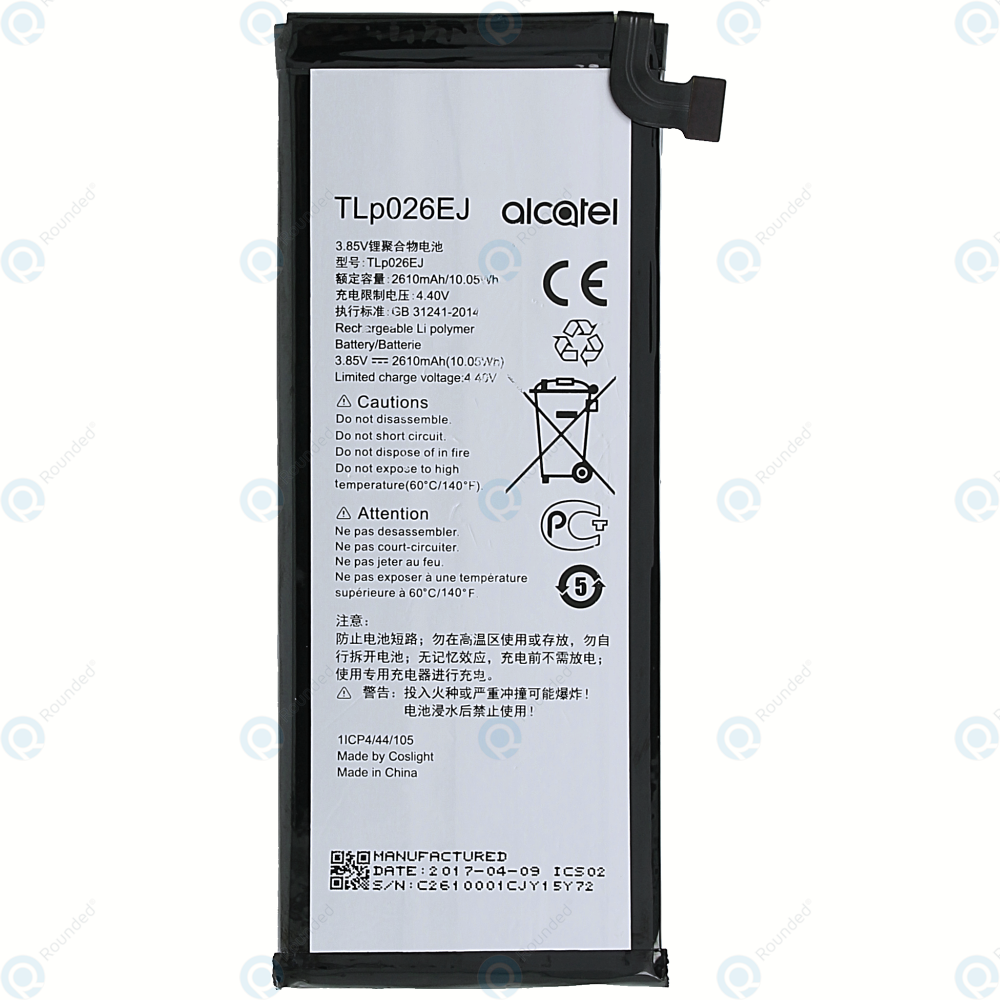 TLp026EJ alcatel
3.85V锂聚合物电池
型号:TLp026EJ
额定容量:2610mAh/10.05Wh
充电限制电压:4.40V
执行标准:GB 31241-2014
Rechargeable Li polymer
Battery/Batterie
3.85V 2610mAh(10.05Wh)
Limited charge voltage:4.40V
⚠ Cautions
Do not disassemble.
Do not short circuit.
Do not dispose of in fire
Do not expose to high
temperature(60°C/140°F).
⚠ Attention
Ne pas desassembler.
Ne pas court-circuiter.
Ne pas jeter au feu.
Ne pas exposer à une température
supérieure à 60°C/140°F.
CE
PCT
5
注意:
防止电池短路；勿在高温区使用或存放，勿自
行拆开电池；无记忆效应，充电前不需放电；
使用专用充电器进行充电。
⚠ 警告：投入火种或严重冲撞可能爆炸！
电池浸水后禁止使用！
1ICP4/44/105
Made by Coslight
Made in China
MANUFACTURED
DATE:2017-04-09 ICS02
S/N:C2610001CJY15Y72
Rounded®